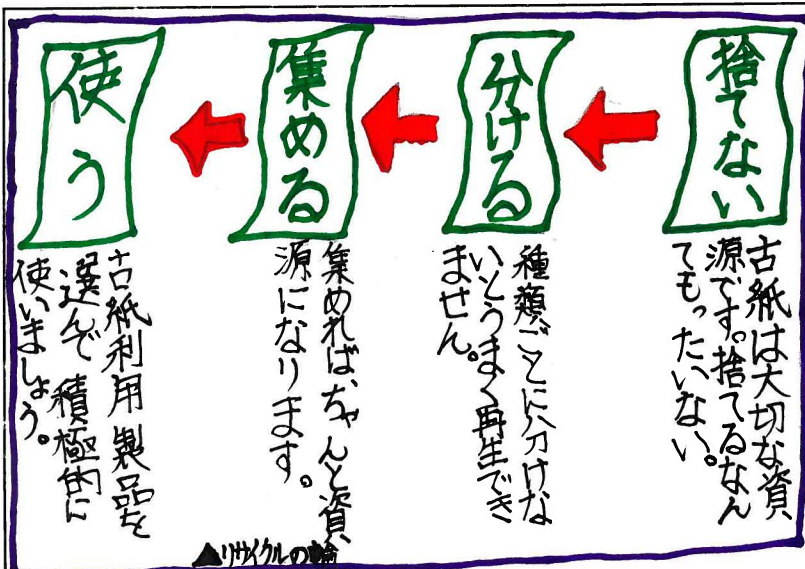 捨てない
古紙は大切な資
源です。捨てるなん
てもったいない。
分ける
種類ごとに分けな
いとうまく再生でき
ません。
集める
集めれば、ちゃんと資
源になります。
使う
古紙利用製品を
選んで積極的に
使いましょう。
▲リサイクルの輪